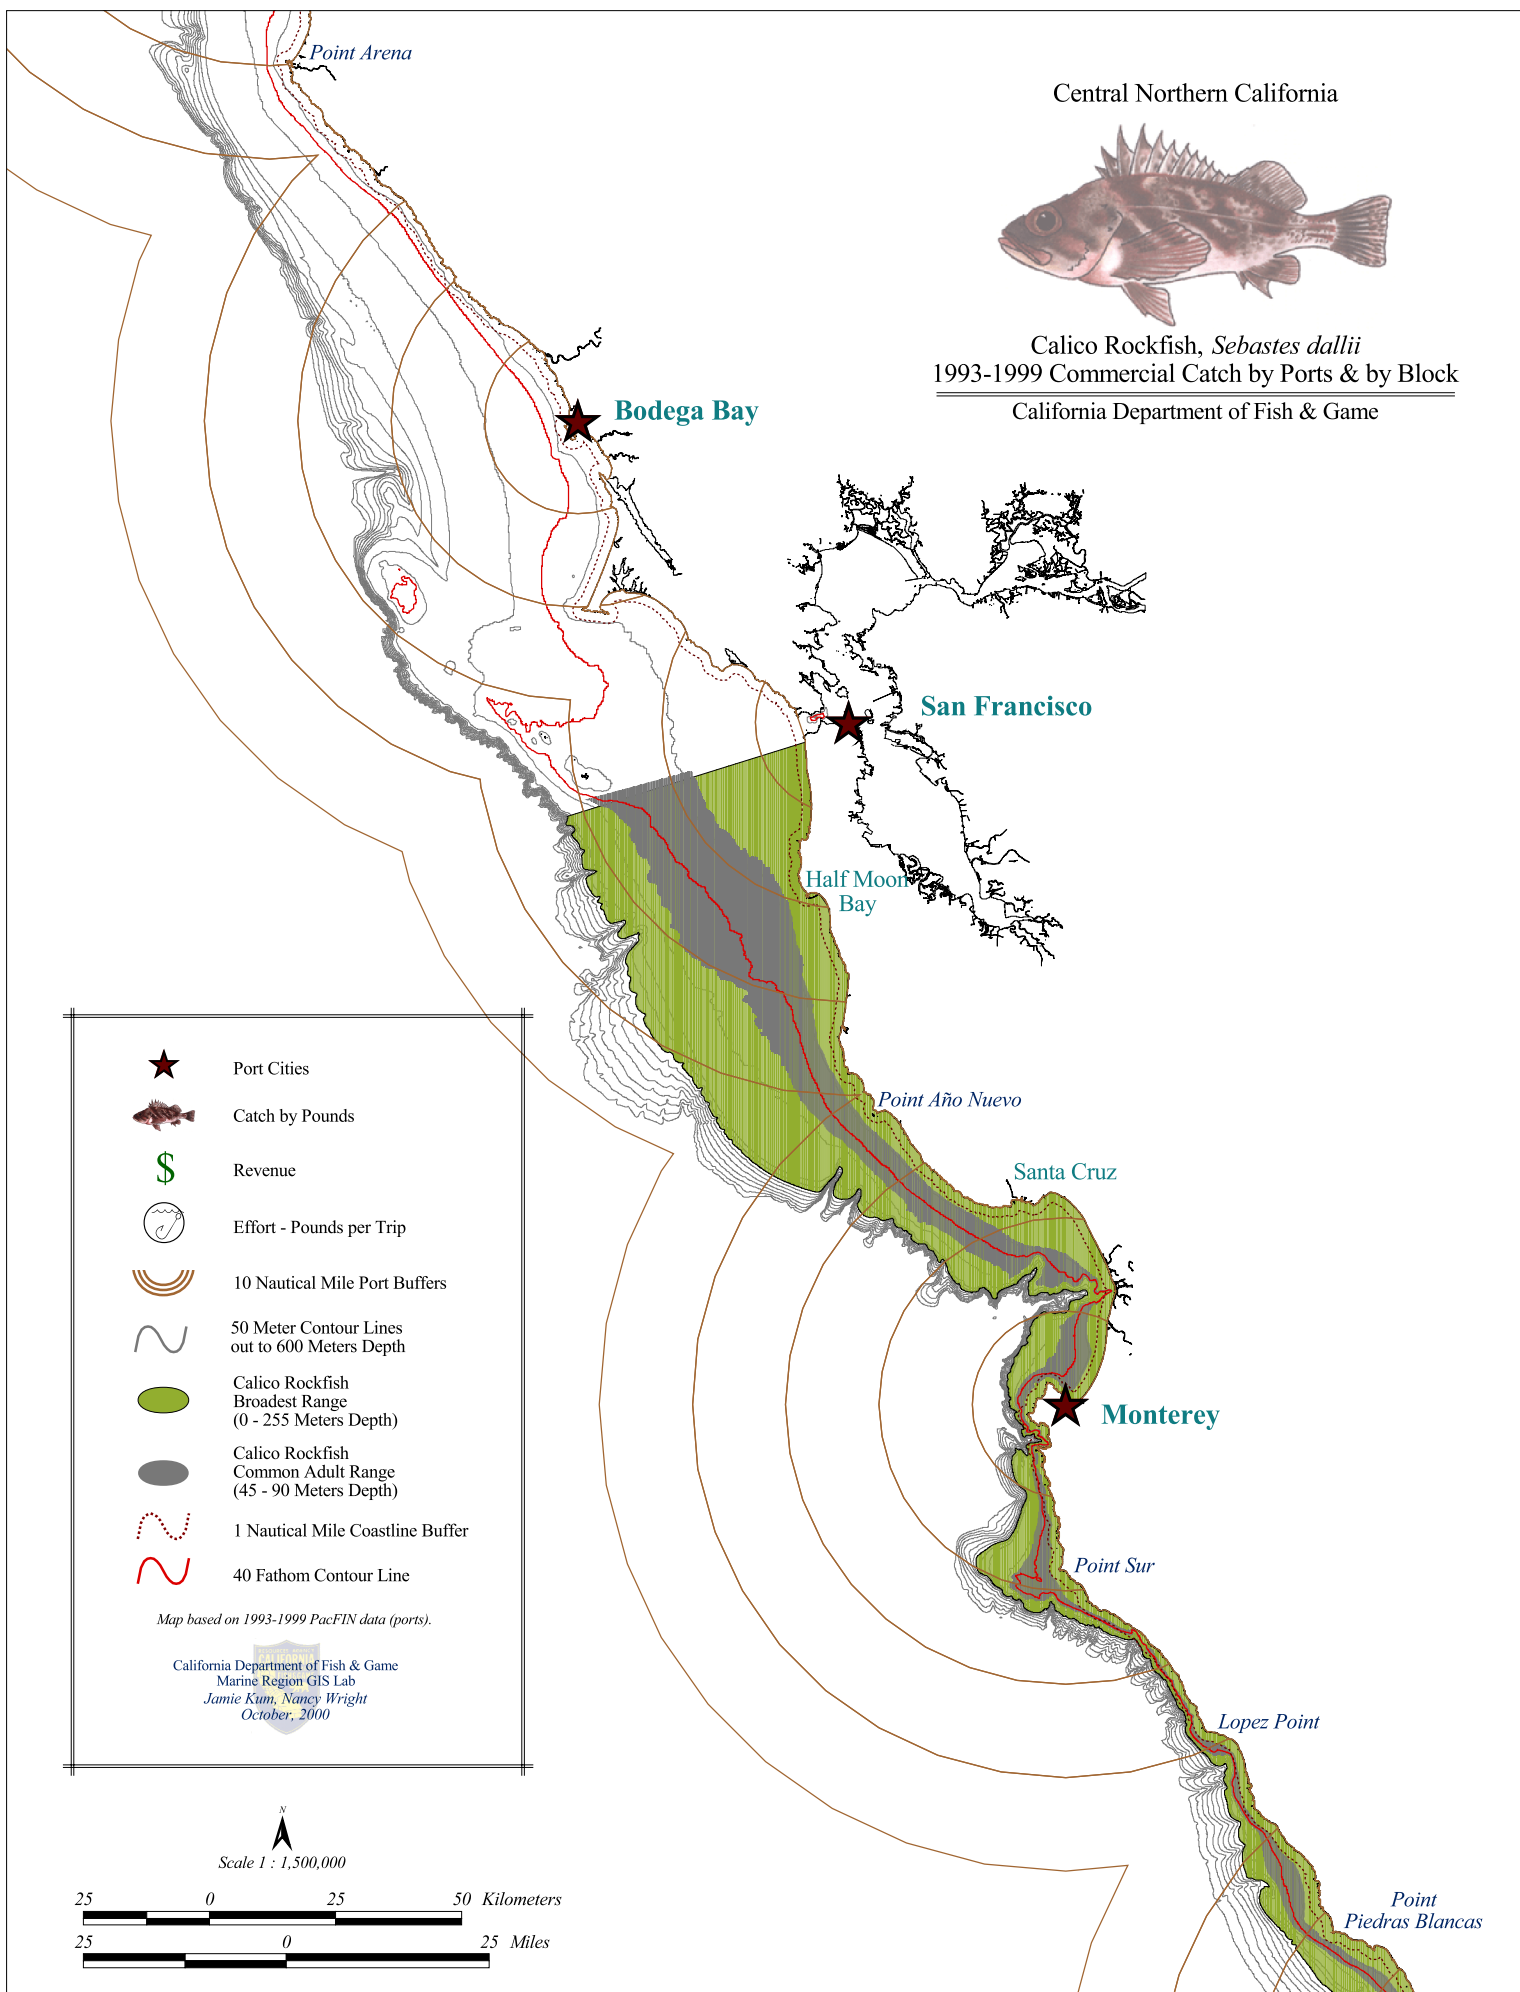 Point Arena
Central Northern California
Calico Rockfish, Sebastes dallii
1993-1999 Commercial Catch by Ports & by Block
California Department of Fish & Game
Bodega Bay
San Francisco
Half Moon
Bay
Point Año Nuevo
Santa Cruz
Monterey
Point Sur
Lopez Point
Point
Piedras Blancas
Port Cities
Catch by Pounds
$
Revenue
Effort - Pounds per Trip
10 Nautical Mile Port Buffers
50 Meter Contour Lines
out to 600 Meters Depth
Calico Rockfish
Broadest Range
(0 - 255 Meters Depth)
Calico Rockfish
Common Adult Range
(45 - 90 Meters Depth)
1 Nautical Mile Coastline Buffer
40 Fathom Contour Line
Map based on 1993-1999 PacFIN data (ports).
California Department of Fish & Game
Marine Region GIS Lab
Jamie Kum, Nancy Wright
October, 2000
N
Scale 1 : 1,500,000
25 0 25 50 Kilometers
25 0 25 Miles